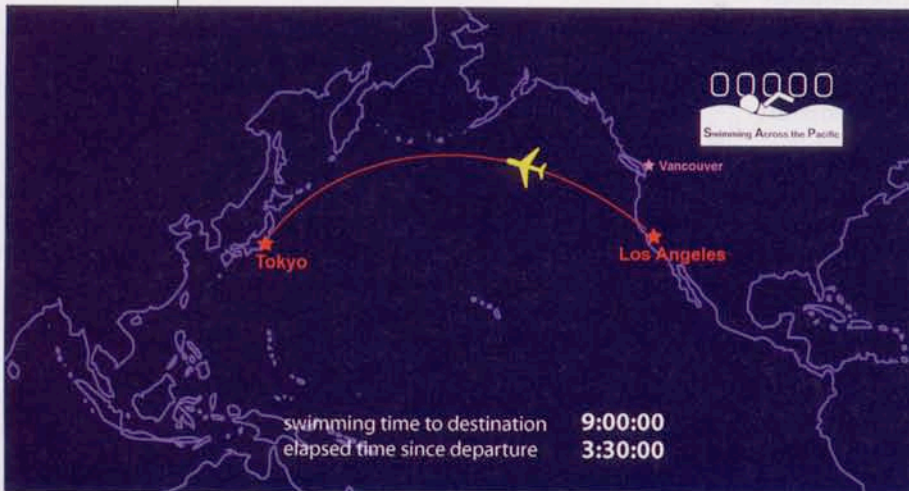 Swimming Across the Pacific
Vancouver
Tokyo
Los Angeles
swimming time to destination 9:00:00
elapsed time since departure 3:30:00